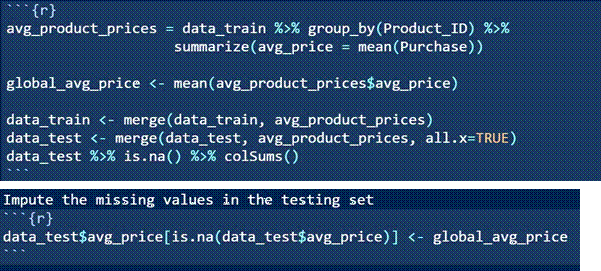 ```{r}
avg_product_prices = data_train %>% group_by(Product_ID) %>%
summarize(avg_price = mean(Purchase))
global_avg_price <- mean(avg_product_prices$avg_price)
data_train <- merge(data_train, avg_product_prices)
data_test <- merge(data_test, avg_product_prices, all.x=TRUE)
data_test %>% is.na() %>% colSums()
```
Impute the missing values in the testing set
```{r}
data_test$avg_price[is.na(data_test$avg_price)] <- global_avg_price
```